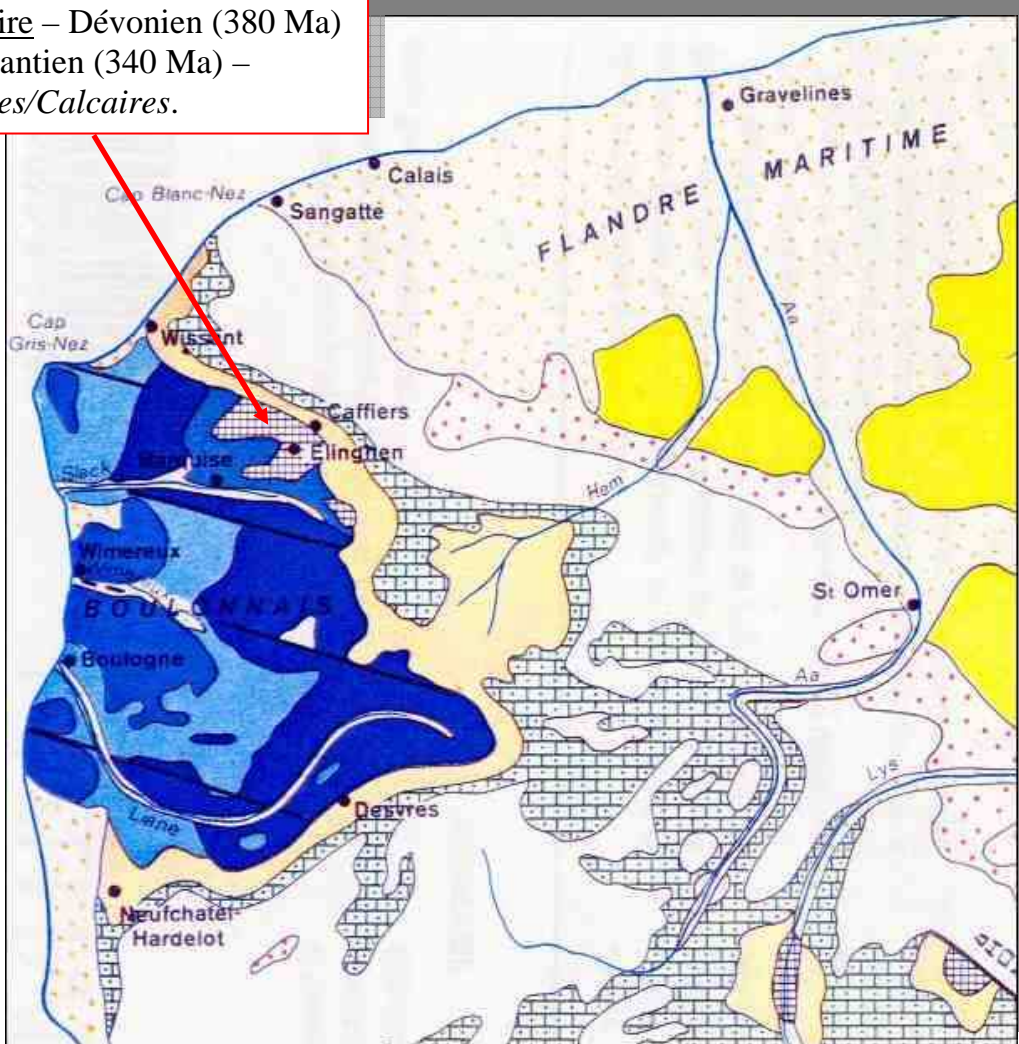 ire – Dévonien (380 Ma)
antien (340 Ma) –
es/Calcaires.
Gravelines
MARITIME
FLANDRE
Calais
Cap Blanc-Nez
Sangatte
Aa
Cap
Gris-Nez
Wissant
Caffiers
Elinghen
Slack
Hem
Wimereux
BOULONNAIS
St Omer
Boulogne
Aa
Lys
Liane
Desvres
Neufchatel-
Hardelot